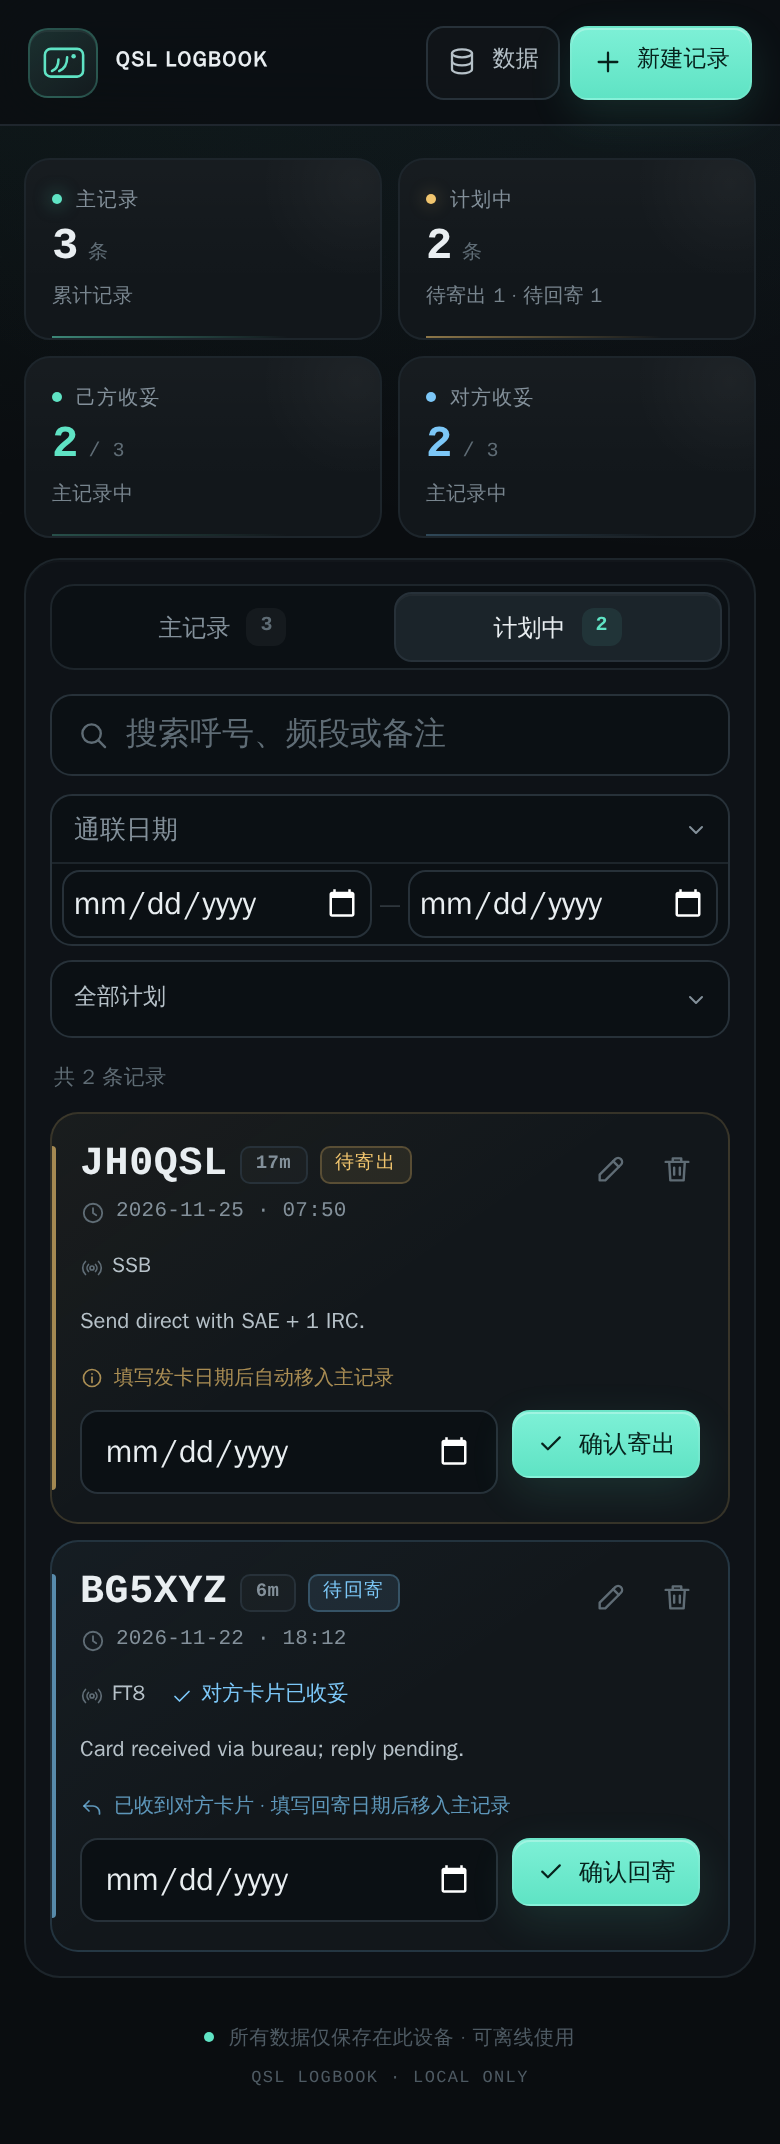 QSL LOGBOOK
数据
新建记录
主记录
3 条
累计记录
计划中
2 条
待寄出 1 · 待回寄 1
己方收妥
2 / 3
主记录中
对方收妥
2 / 3
主记录中
主记录 3
计划中 2
搜索呼号、频段或备注
通联日期
mm/dd/yyyy — mm/dd/yyyy
全部计划
共 2 条记录
JH0QSL 17m 待寄出
2026-11-25 · 07:50
SSB
Send direct with SAE + 1 IRC.
填写发卡日期后自动移入主记录
mm/dd/yyyy
确认寄出
BG5XYZ 6m 待回寄
2026-11-22 · 18:12
FT8 对方卡片已收妥
Card received via bureau; reply pending.
已收到对方卡片 · 填写回寄日期后移入主记录
mm/dd/yyyy
确认回寄
所有数据仅保存在此设备 · 可离线使用
QSL LOGBOOK · LOCAL ONLY